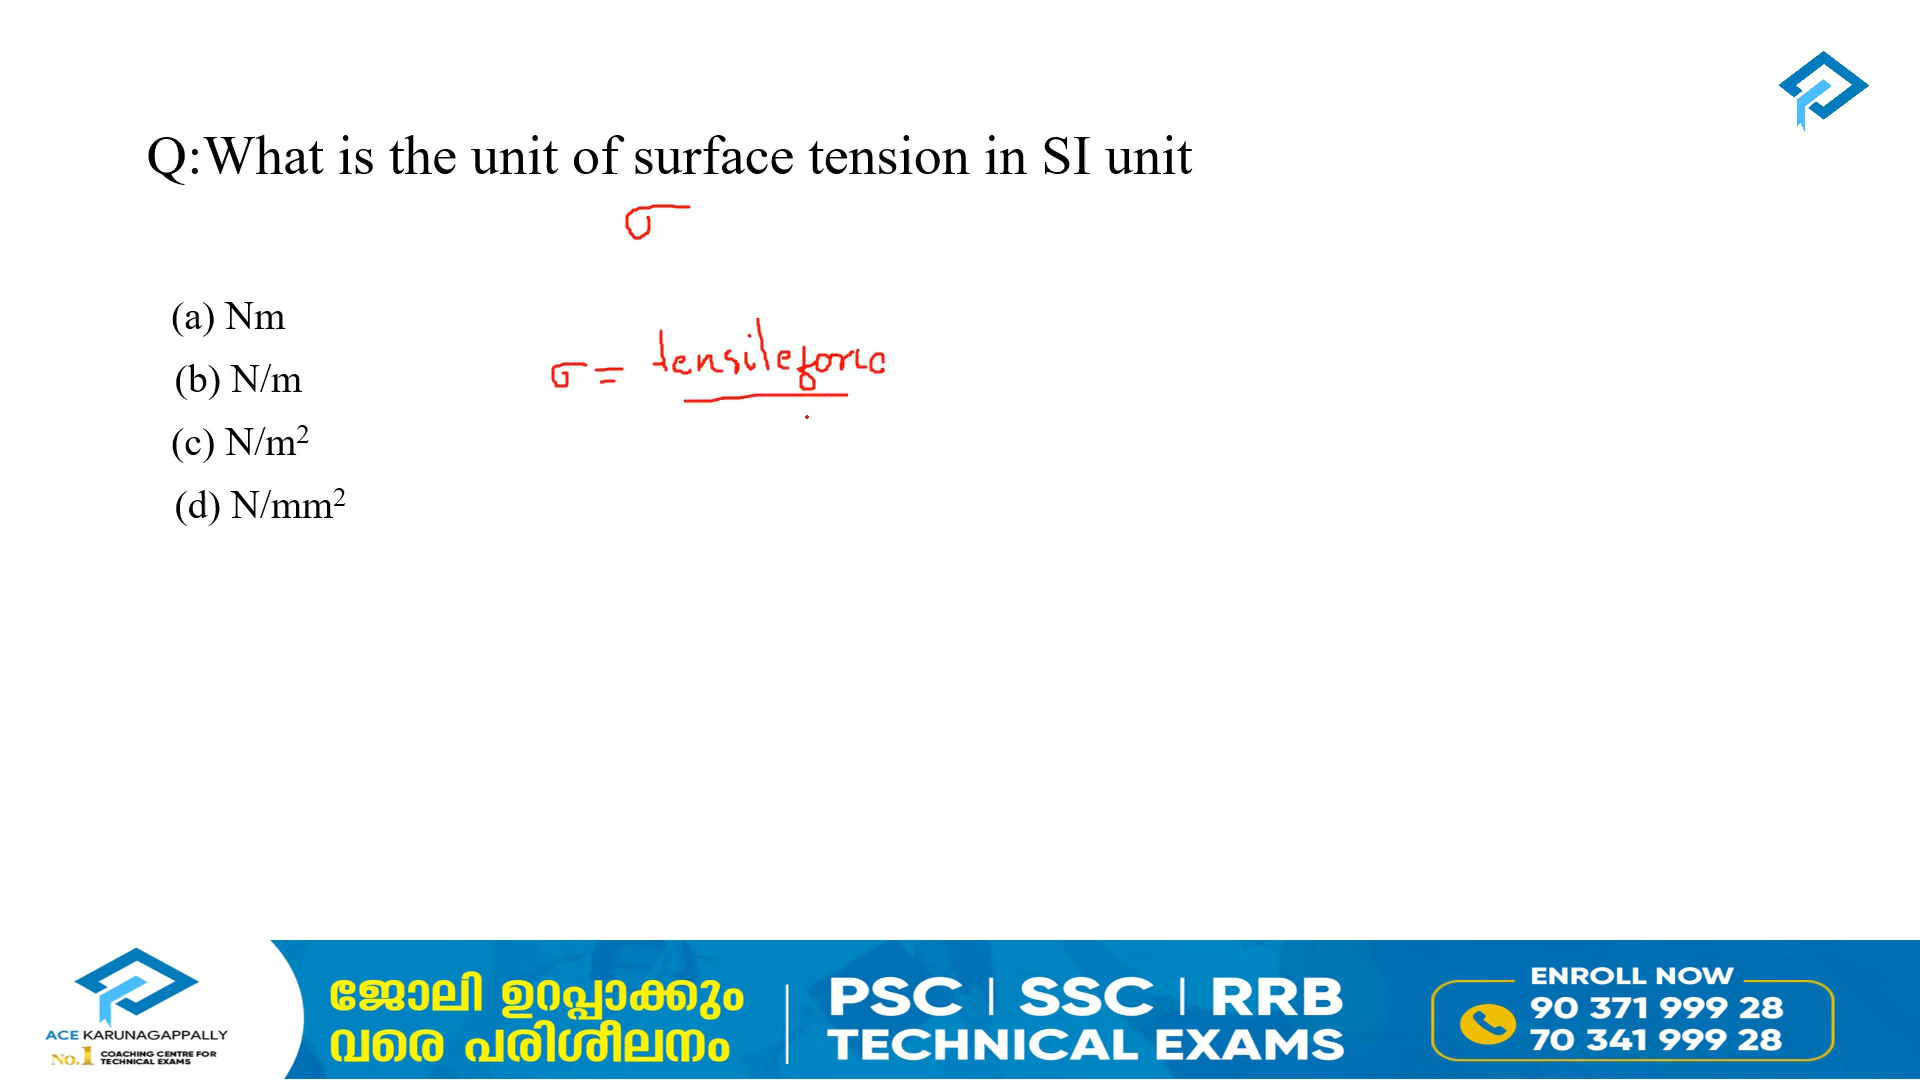 Q:What is the unit of surface tension in SI unit
σ
(a) Nm
(b) N/m
(c) N/m²
(d) N/mm²
σ = tensileforc
ACE KARUNAGAPPALLY
No.1 COACHING CENTRE FOR
TECHNICAL EXAMS
ജോലി ഉറപ്പാക്കും
വരെ പരിശീലനം
PSC | SSC | RRB
TECHNICAL EXAMS
ENROLL NOW
90 371 999 28
70 341 999 28